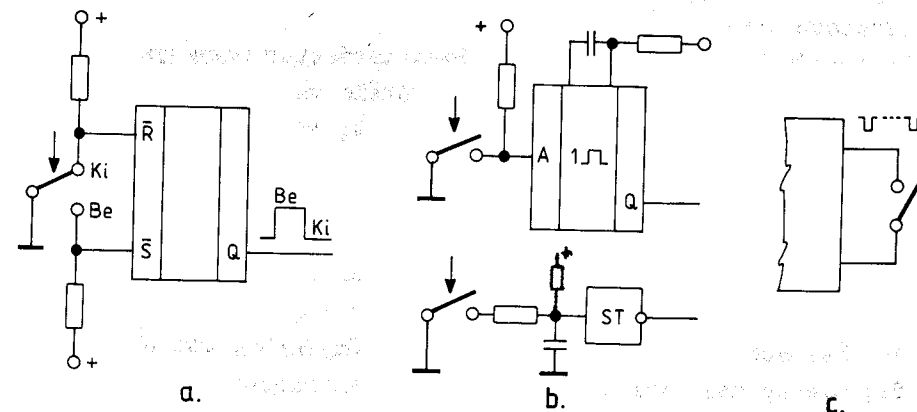 +
R̅
Ki
Be
S̅
Q
Be
Ki
+
a.
+
A
1
Q
+
ST
b.
c.